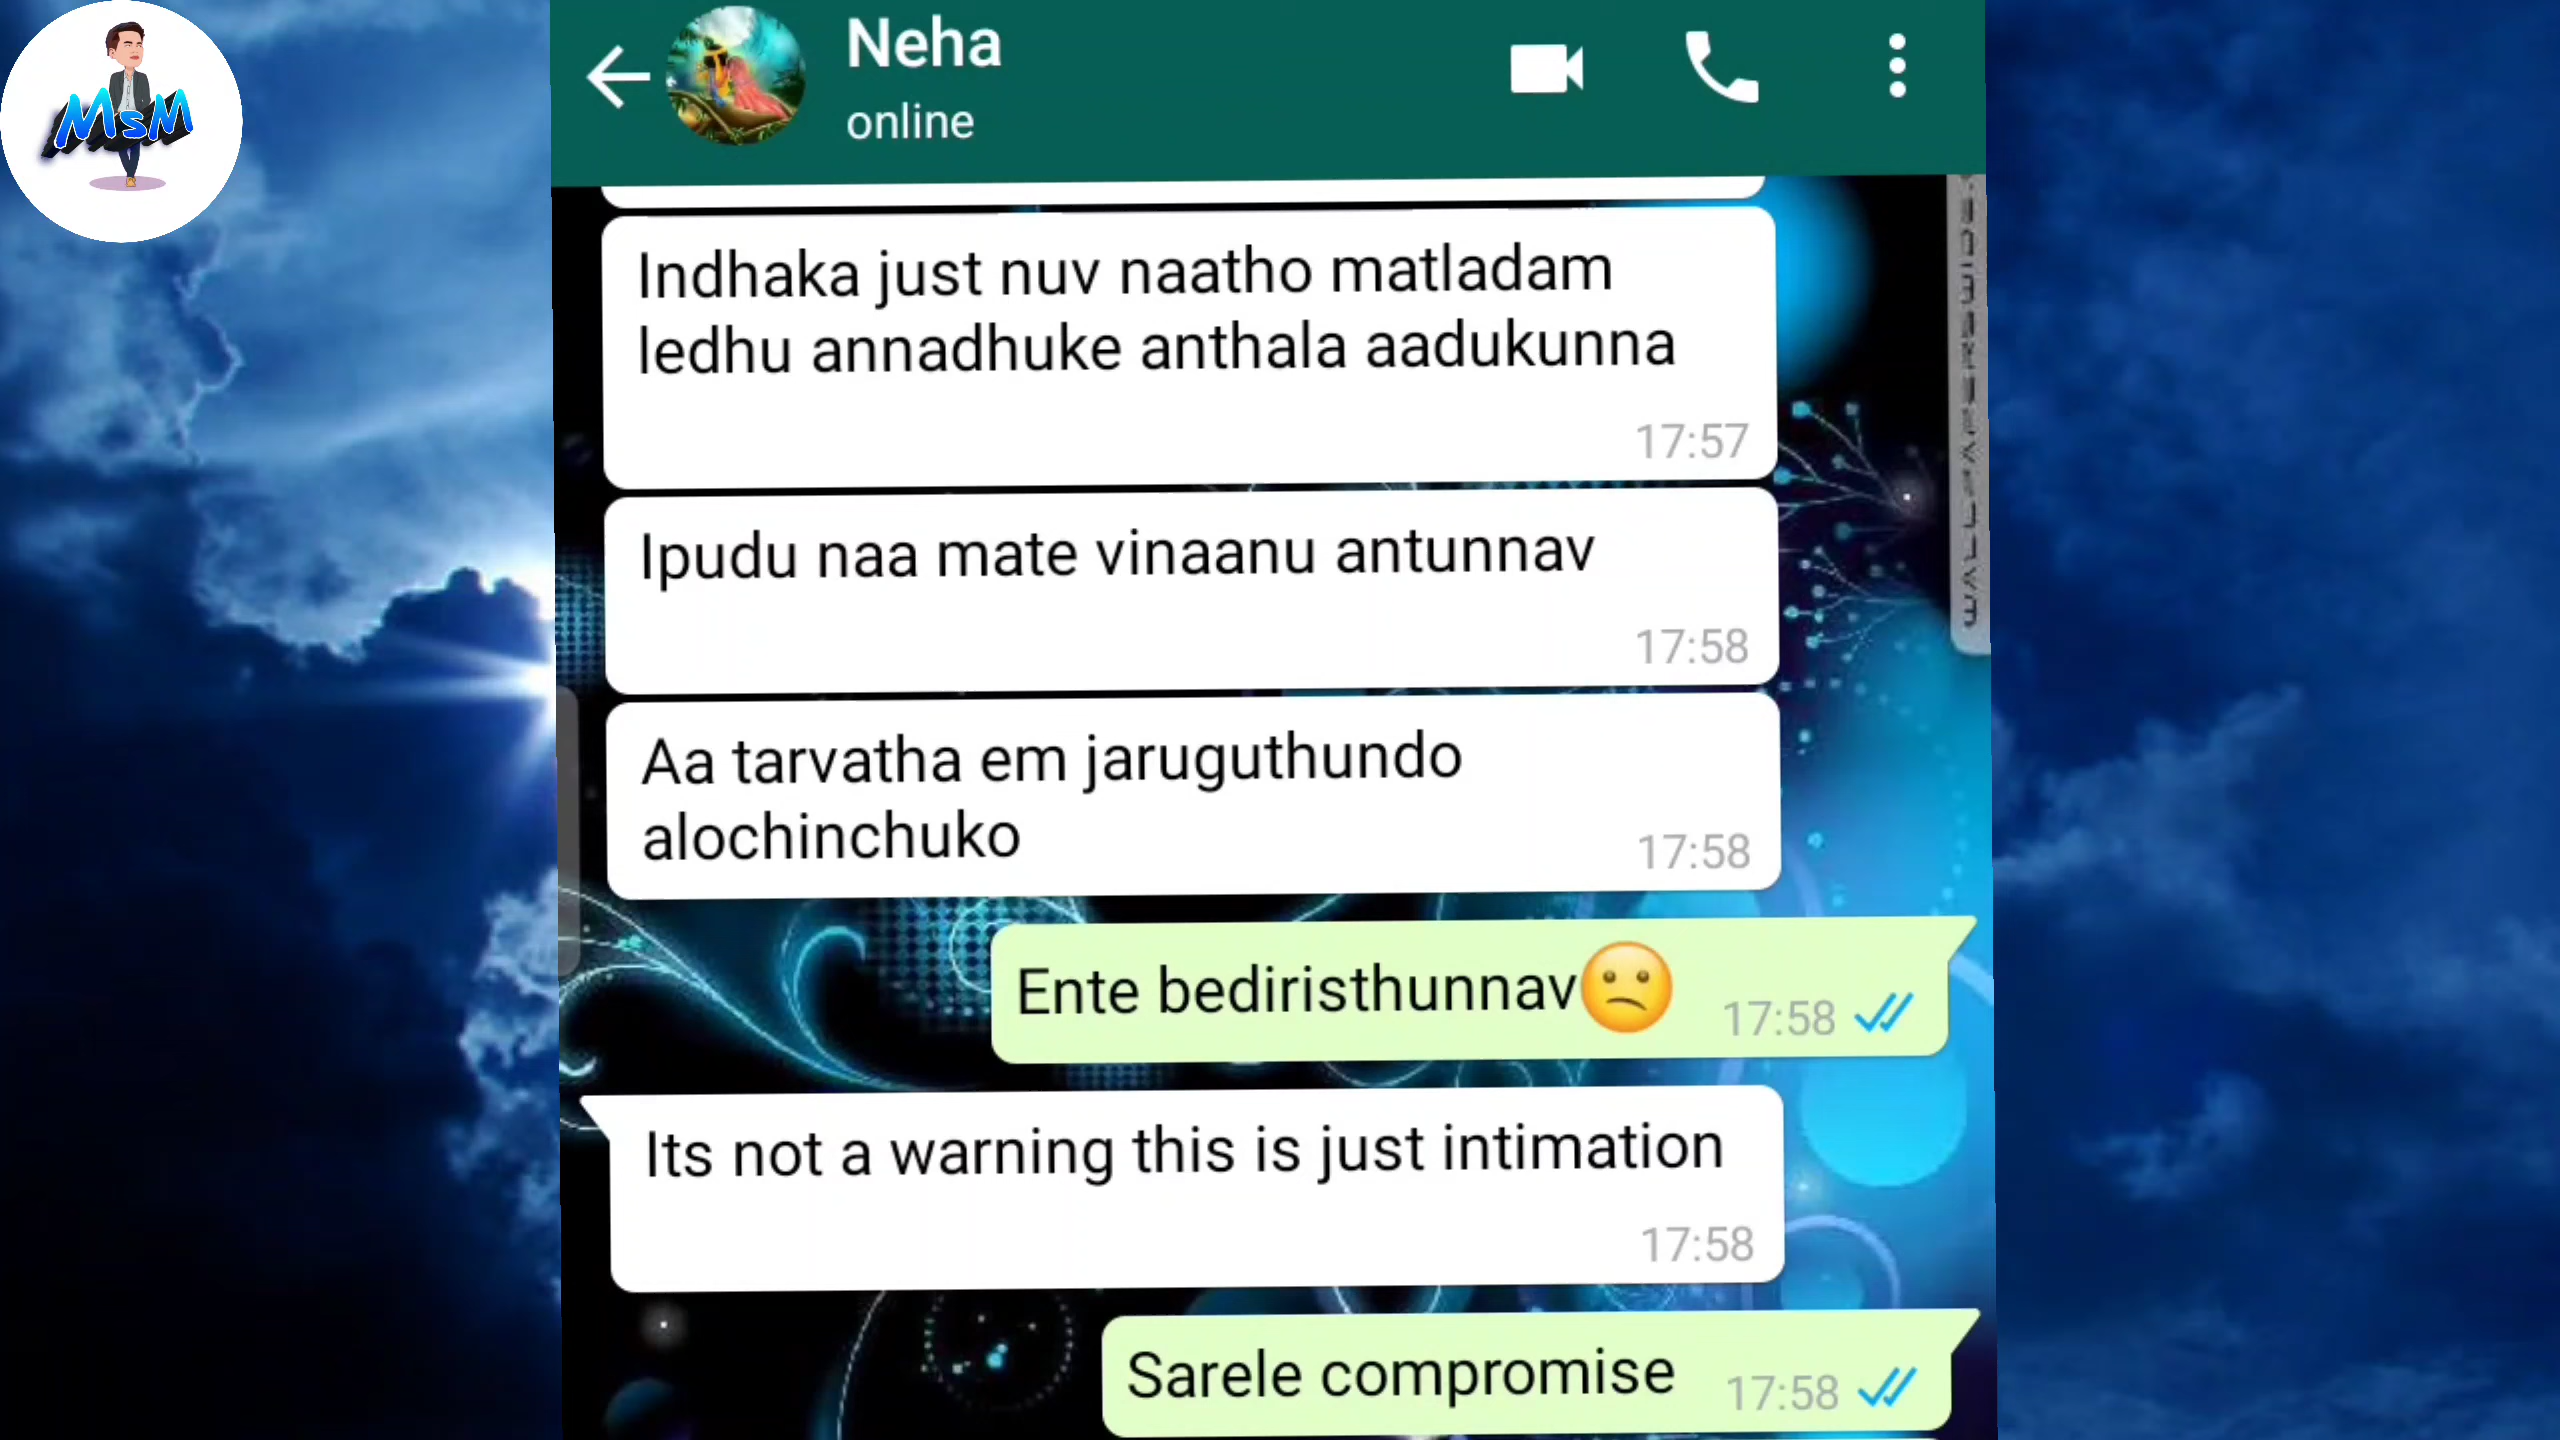 MsM
Neha
online
Indhaka just nuv naatho matladam
ledhu annadhuke anthala aadukunna
17:57
Ipudu naa mate vinaanu antunnav
17:58
Aa tarvatha em jaruguthundo
alochinchuko
17:58
Ente bediristhunnav😕
17:58
Its not a warning this is just intimation
17:58
Sarele compromise
17:58